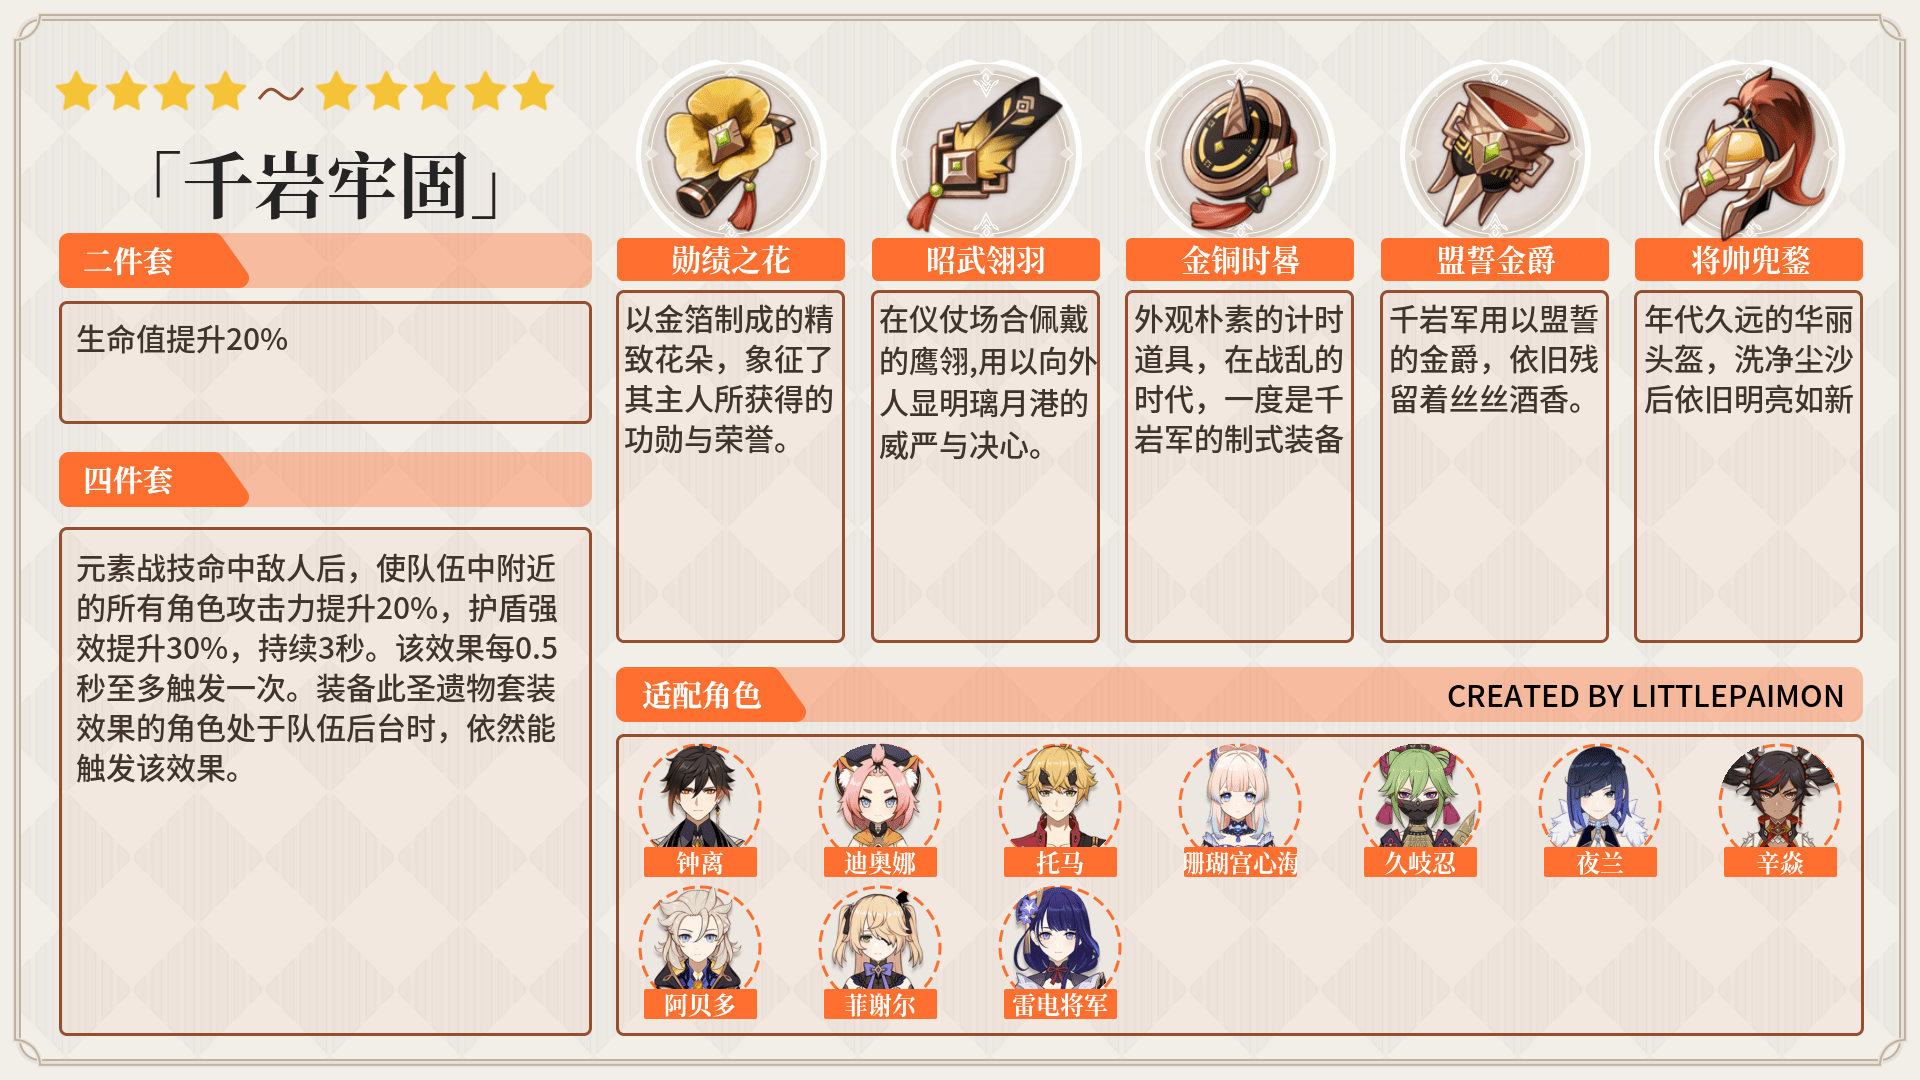 ～
「千岩牢固」
二件套
生命值提升20%
四件套
元素战技命中敌人后，使队伍中附近
的所有角色攻击力提升20%，护盾强
效提升30%，持续3秒。该效果每0.5
秒至多触发一次。装备此圣遗物套装
效果的角色处于队伍后台时，依然能
触发该效果。
勋绩之花
以金箔制成的精
致花朵，象征了
其主人所获得的
功勋与荣誉。
昭武翎羽
在仪仗场合佩戴
的鹰翎,用以向外
人显明璃月港的
威严与决心。
金铜时晷
外观朴素的计时
道具，在战乱的
时代，一度是千
岩军的制式装备
盟誓金爵
千岩军用以盟誓
的金爵，依旧残
留着丝丝酒香。
将帅兜鍪
年代久远的华丽
头盔，洗净尘沙
后依旧明亮如新
适配角色
CREATED BY LITTLEPAIMON
钟离
迪奥娜
托马
珊瑚宫心海
久岐忍
夜兰
辛焱
阿贝多
菲谢尔
雷电将军